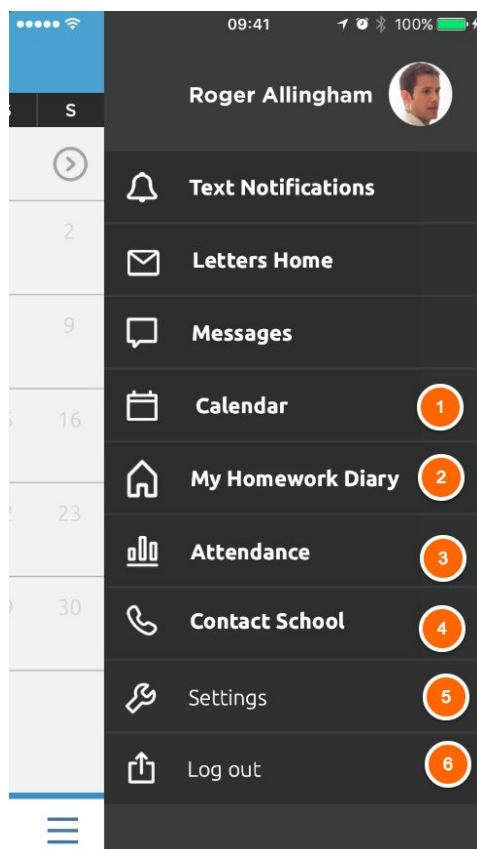 09:41 100%
Roger Allingham
S
Text Notifications
2
Letters Home
9
Messages
16
Calendar 1
My Homework Diary 2
23
Attendance 3
30
Contact School 4
Settings 5
Log out 6